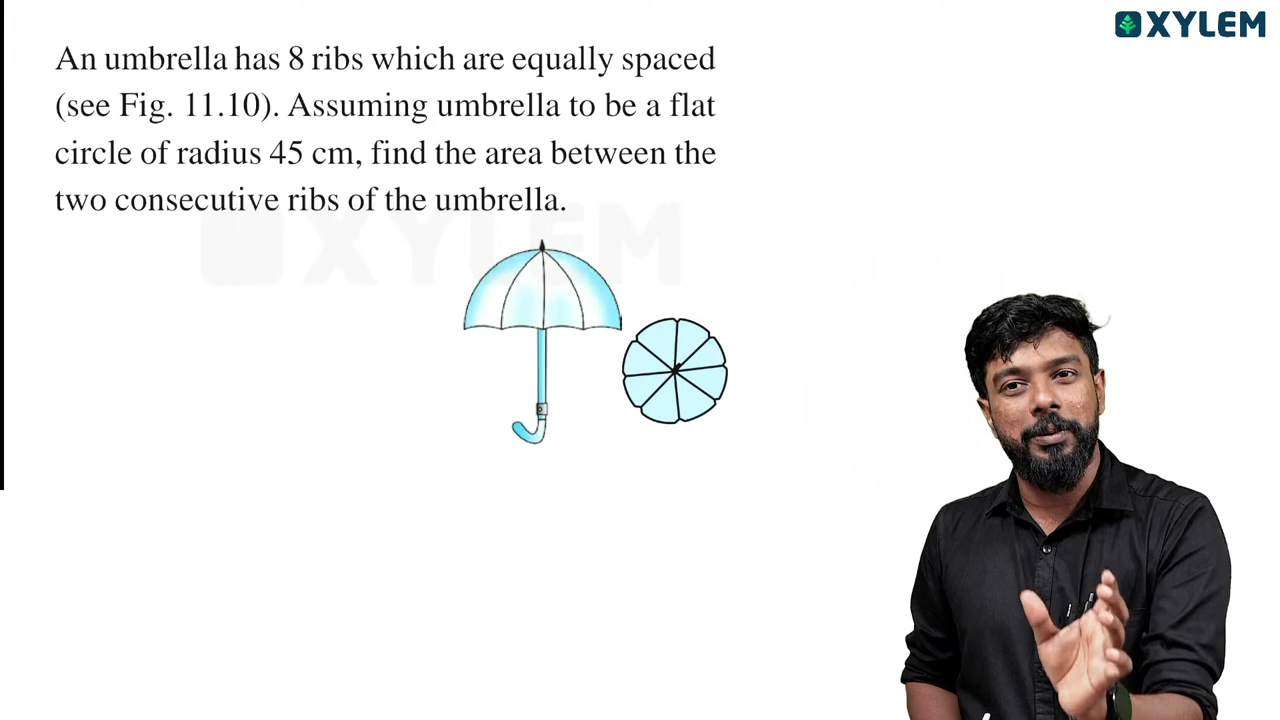 XYLEM
An umbrella has 8 ribs which are equally spaced
(see Fig. 11.10). Assuming umbrella to be a flat
circle of radius 45 cm, find the area between the
two consecutive ribs of the umbrella.
XYLEM